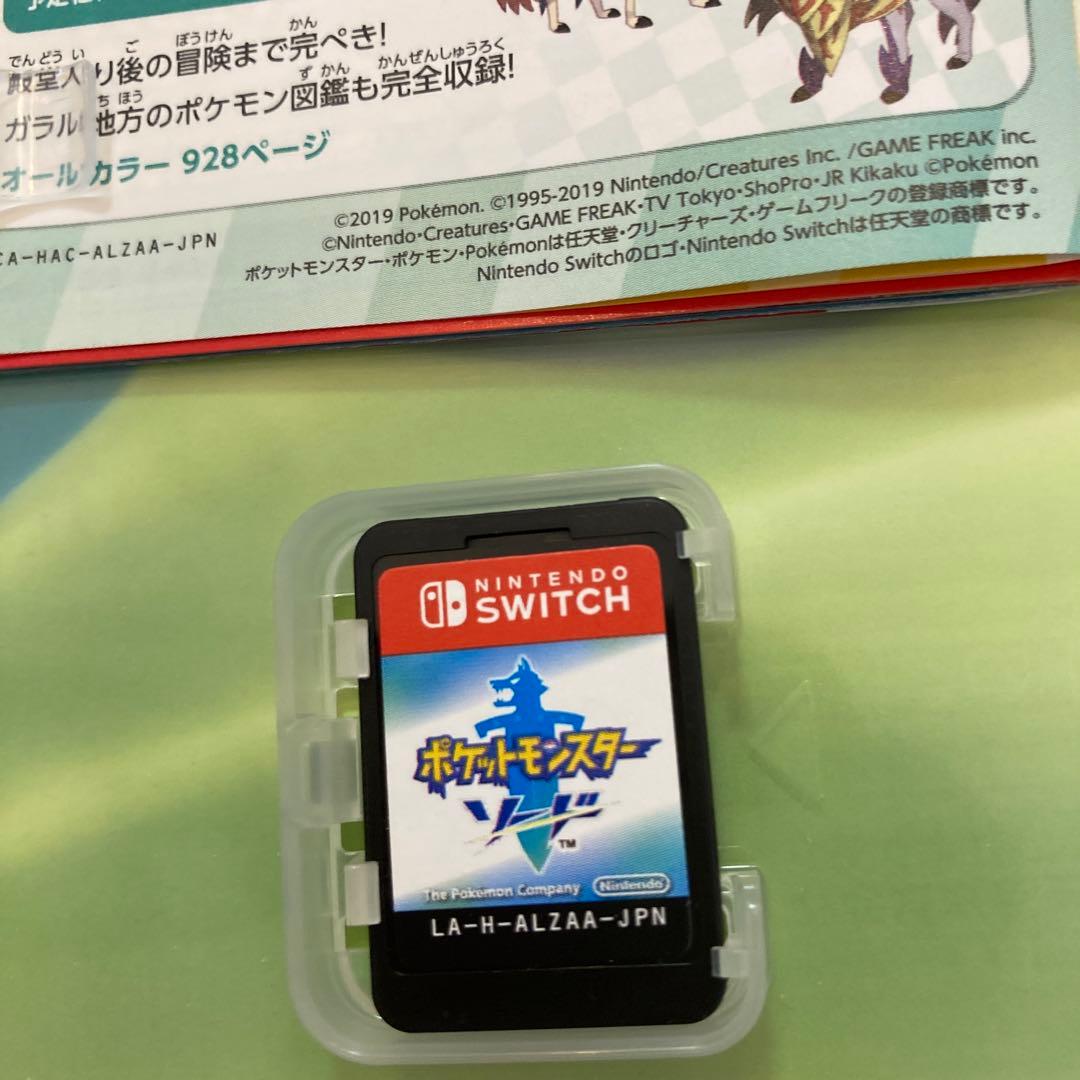 殿堂入り後の冒険まで完ぺき!
ガラル地方のポケモン図鑑も完全収録!
オールカラー 928ページ
©2019 Pokémon. ©1995-2019 Nintendo/Creatures Inc. /GAME FREAK inc.
©Nintendo・Creatures・GAME FREAK・TV Tokyo・ShoPro・JR Kikaku ©Pokémon
ポケットモンスター・ポケモン・Pokémonは任天堂・クリーチャーズ・ゲームフリークの登録商標です。
Nintendo Switchのロゴ・Nintendo Switchは任天堂の商標です。
CA-HAC-ALZAA-JPN
NINTENDO
SWITCH
ポケットモンスター
ソード
TM
The Pokémon Company Nintendo
LA-H-ALZAA-JPN